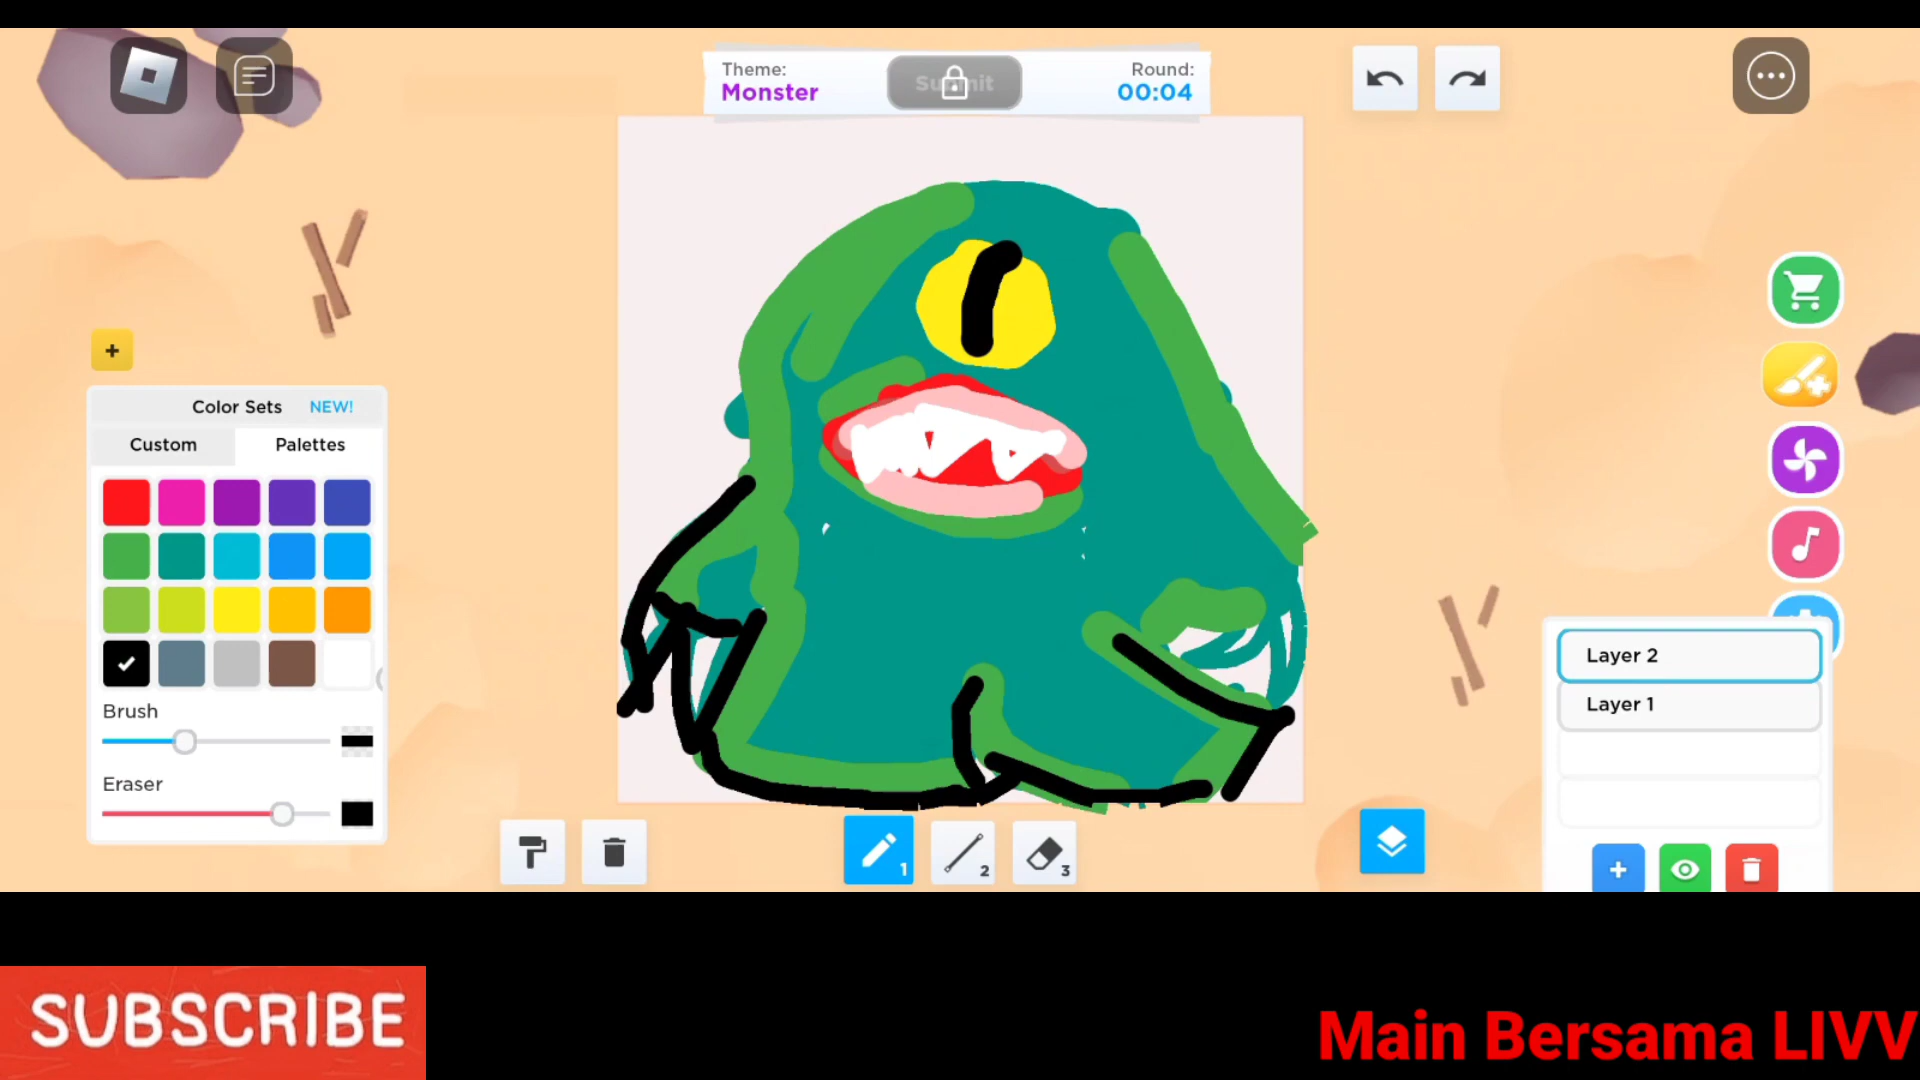 Theme:
Monster
Submit
Round:
00:04
+
Color Sets NEW!
Custom
Palettes
Brush
Eraser
1
2
3
Layer 2
Layer 1
SUBSCRIBE
Main Bersama LIVV